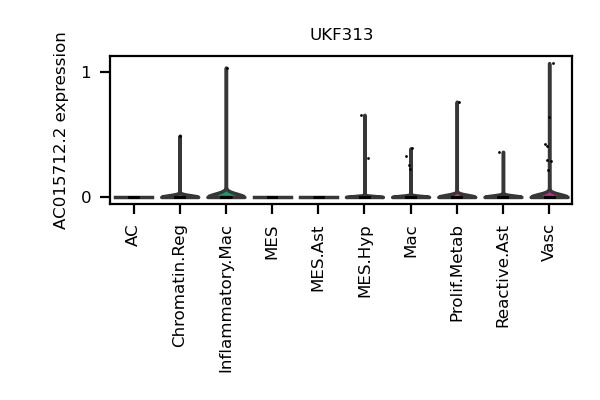 UKF313
AC015712.2 expression
1
0
AC
Chromatin.Reg
Inflammatory.Mac
MES
MES.Ast
MES.Hyp
Mac
Prolif.Metab
Reactive.Ast
Vasc